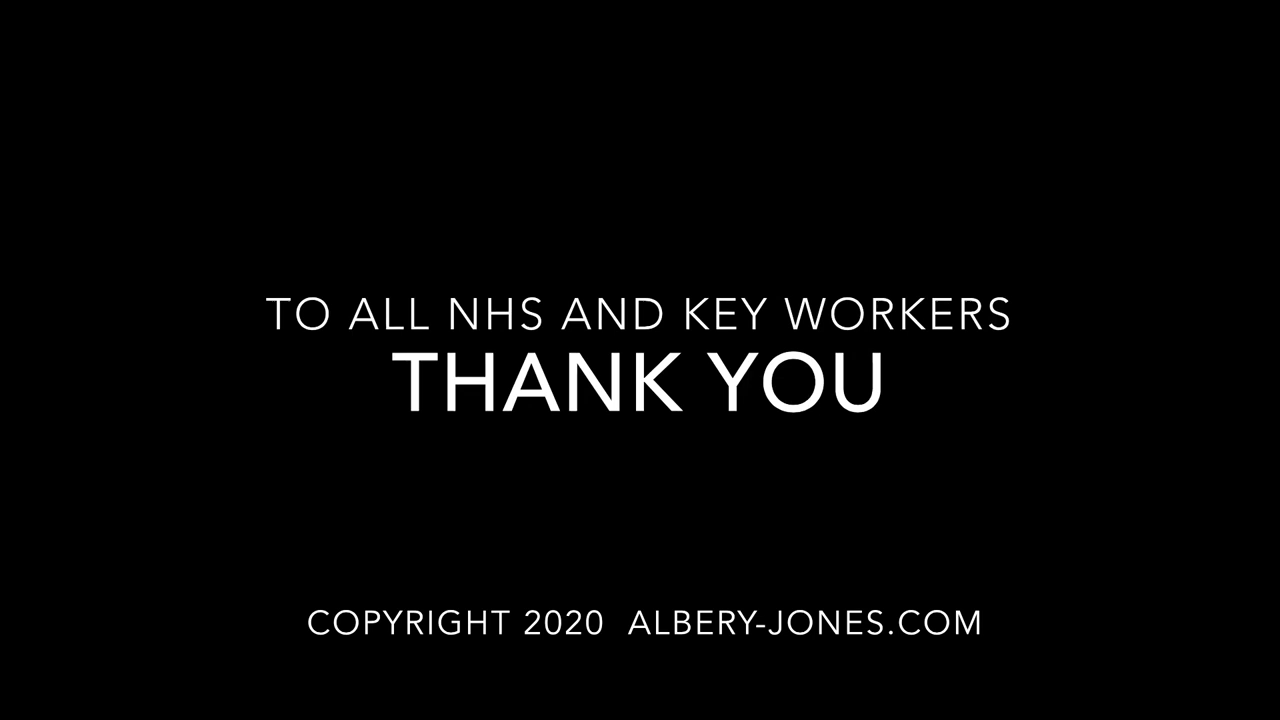 TO ALL NHS AND KEY WORKERS
THANK YOU
COPYRIGHT 2020 ALBERY-JONES.COM